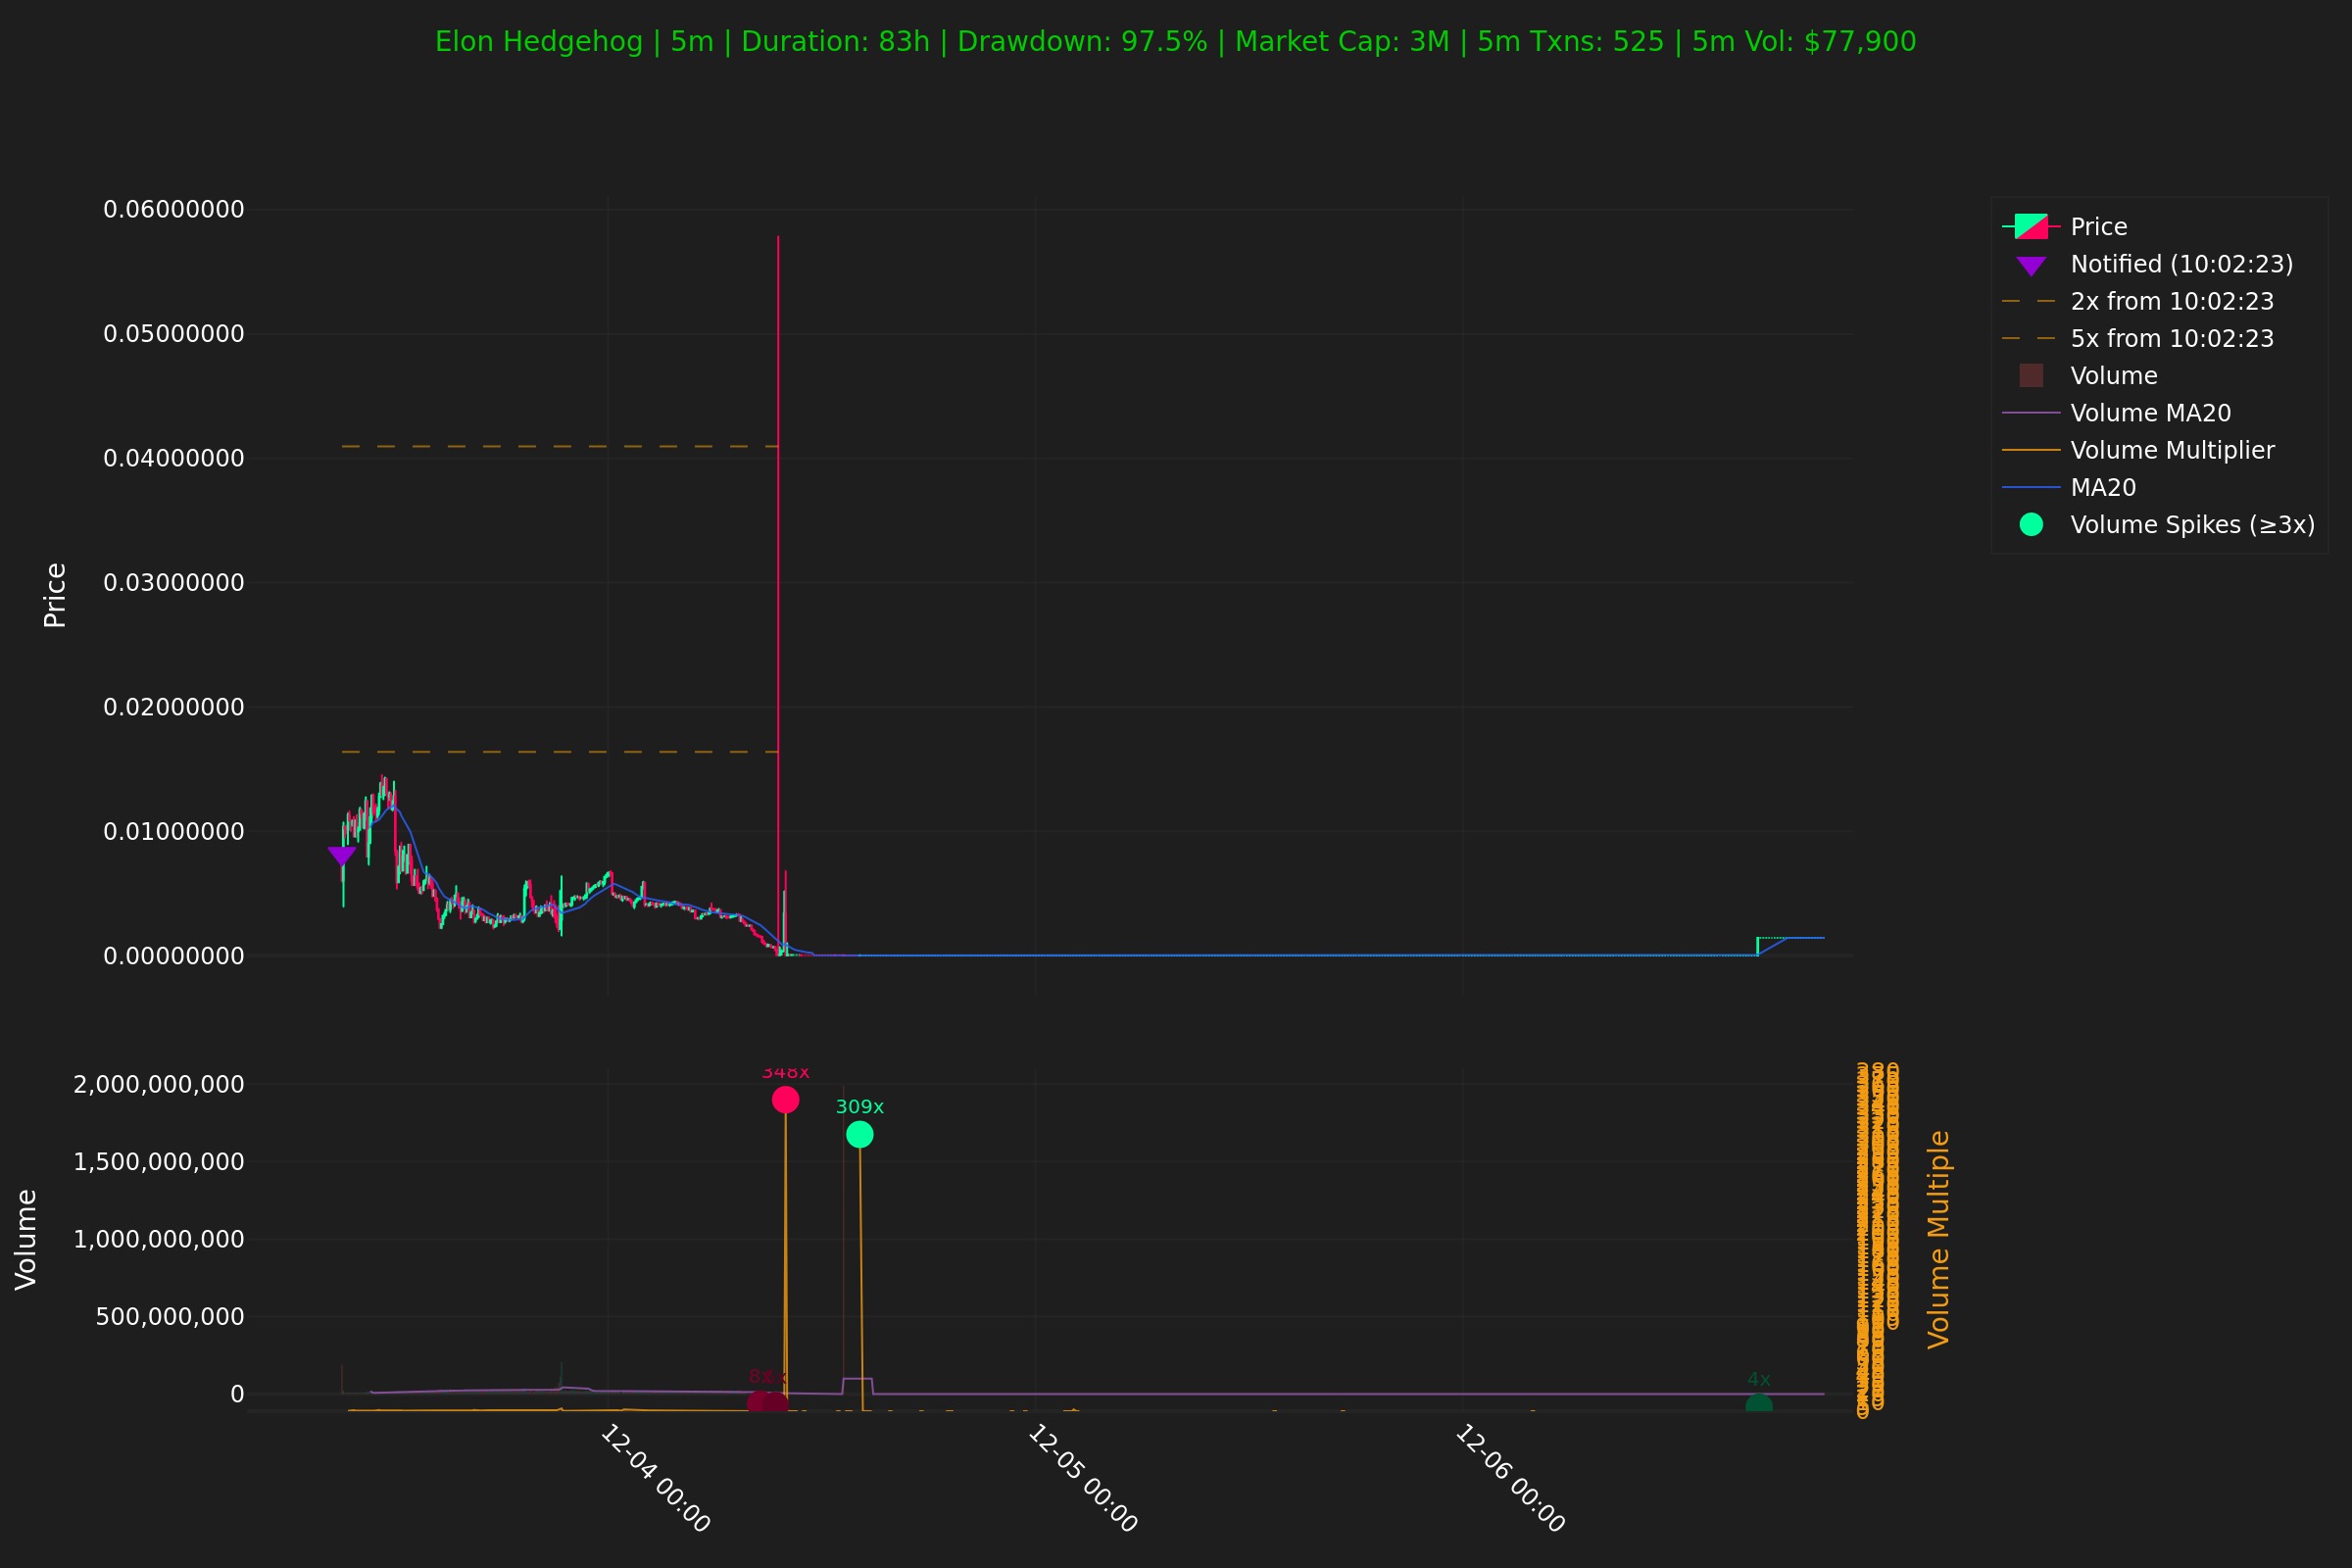 Elon Hedgehog | 5m | Duration: 83h | Drawdown: 97.5% | Market Cap: 3M | 5m Txns: 525 | 5m Vol: $77,900
Price
0.06000000
0.05000000
0.04000000
0.03000000
0.02000000
0.01000000
0.00000000
Price
Notified (10:02:23)
2x from 10:02:23
5x from 10:02:23
Volume
Volume MA20
Volume Multiplier
MA20
Volume Spikes (≥3x)
Volume
2,000,000,000
1,500,000,000
1,000,000,000
500,000,000
0
348x
309x
8x
4x
Volume Multiple
12-04 00:00
12-05 00:00
12-06 00:00